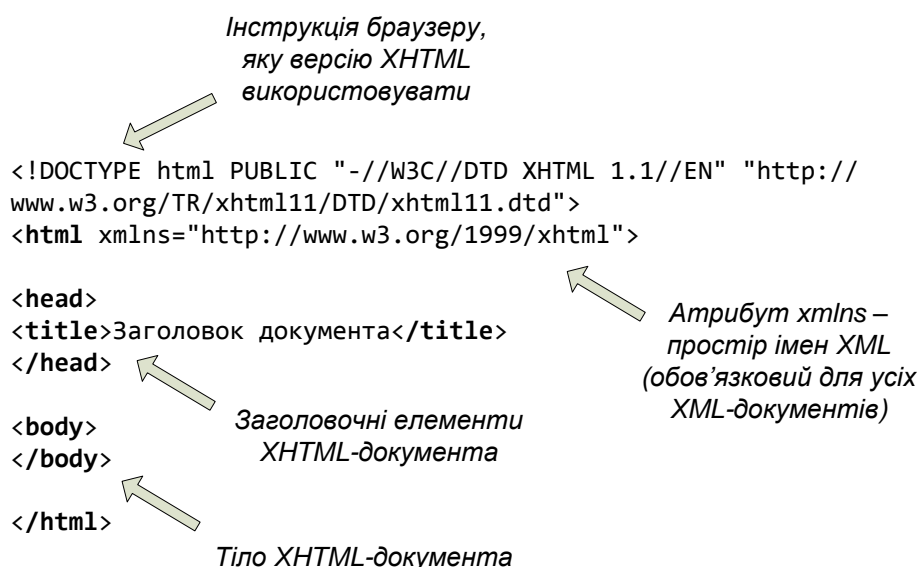 Інструкція браузеру,
яку версію XHTML
використовувати
<!DOCTYPE html PUBLIC "-//W3C//DTD XHTML 1.1//EN" "http://
www.w3.org/TR/xhtml11/DTD/xhtml11.dtd">
<html xmlns="http://www.w3.org/1999/xhtml">
<head>
<title>Заголовок документа</title>
</head>
Атрибут xmlns –
простір імен XML
(обов’язковий для усіх
XML-документів)
Заголовочні елементи
XHTML-документа
<body>
</body>
</html>
Тіло XHTML-документа